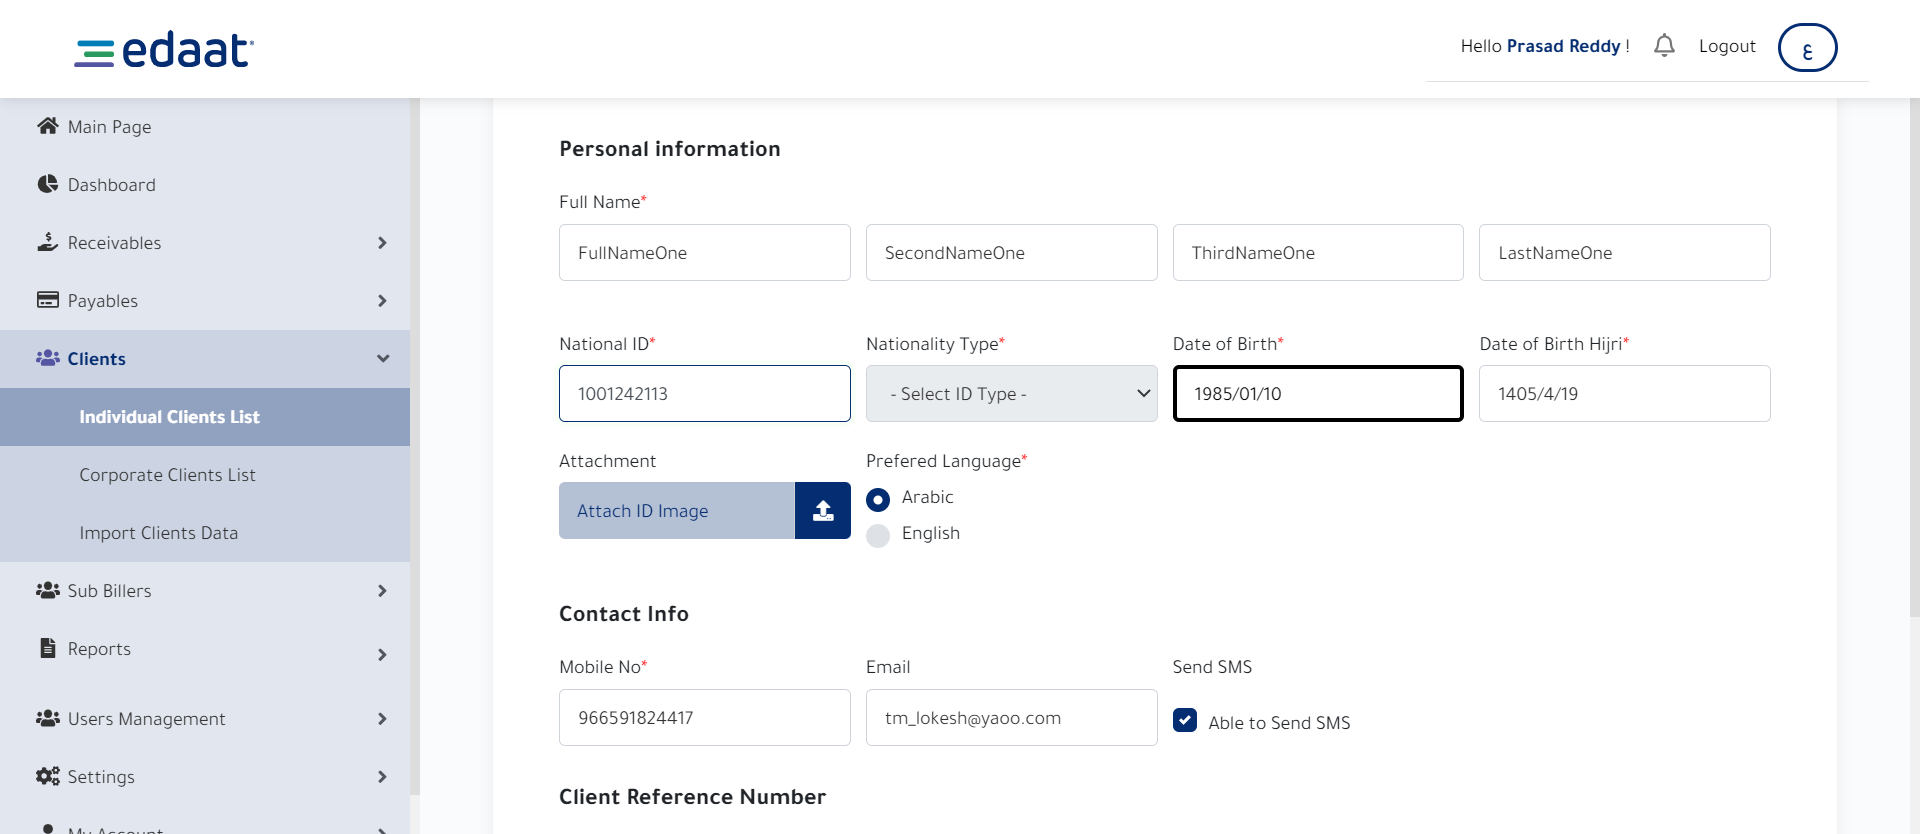 edaat
Hello Prasad Reddy !
Logout
ع
Main Page
Dashboard
Receivables
Payables
Clients
Individual Clients List
Corporate Clients List
Import Clients Data
Sub Billers
Reports
Users Management
Settings
My Account
Personal information
Full Name*
FullNameOne
SecondNameOne
ThirdNameOne
LastNameOne
National ID*
Nationality Type*
Date of Birth*
Date of Birth Hijri*
1001242113
- Select ID Type -
1985/01/10
1405/4/19
Attachment
Prefered Language*
Attach ID Image
Arabic
English
Contact Info
Mobile No*
Email
Send SMS
966591824417
tm_lokesh@yaoo.com
Able to Send SMS
Client Reference Number